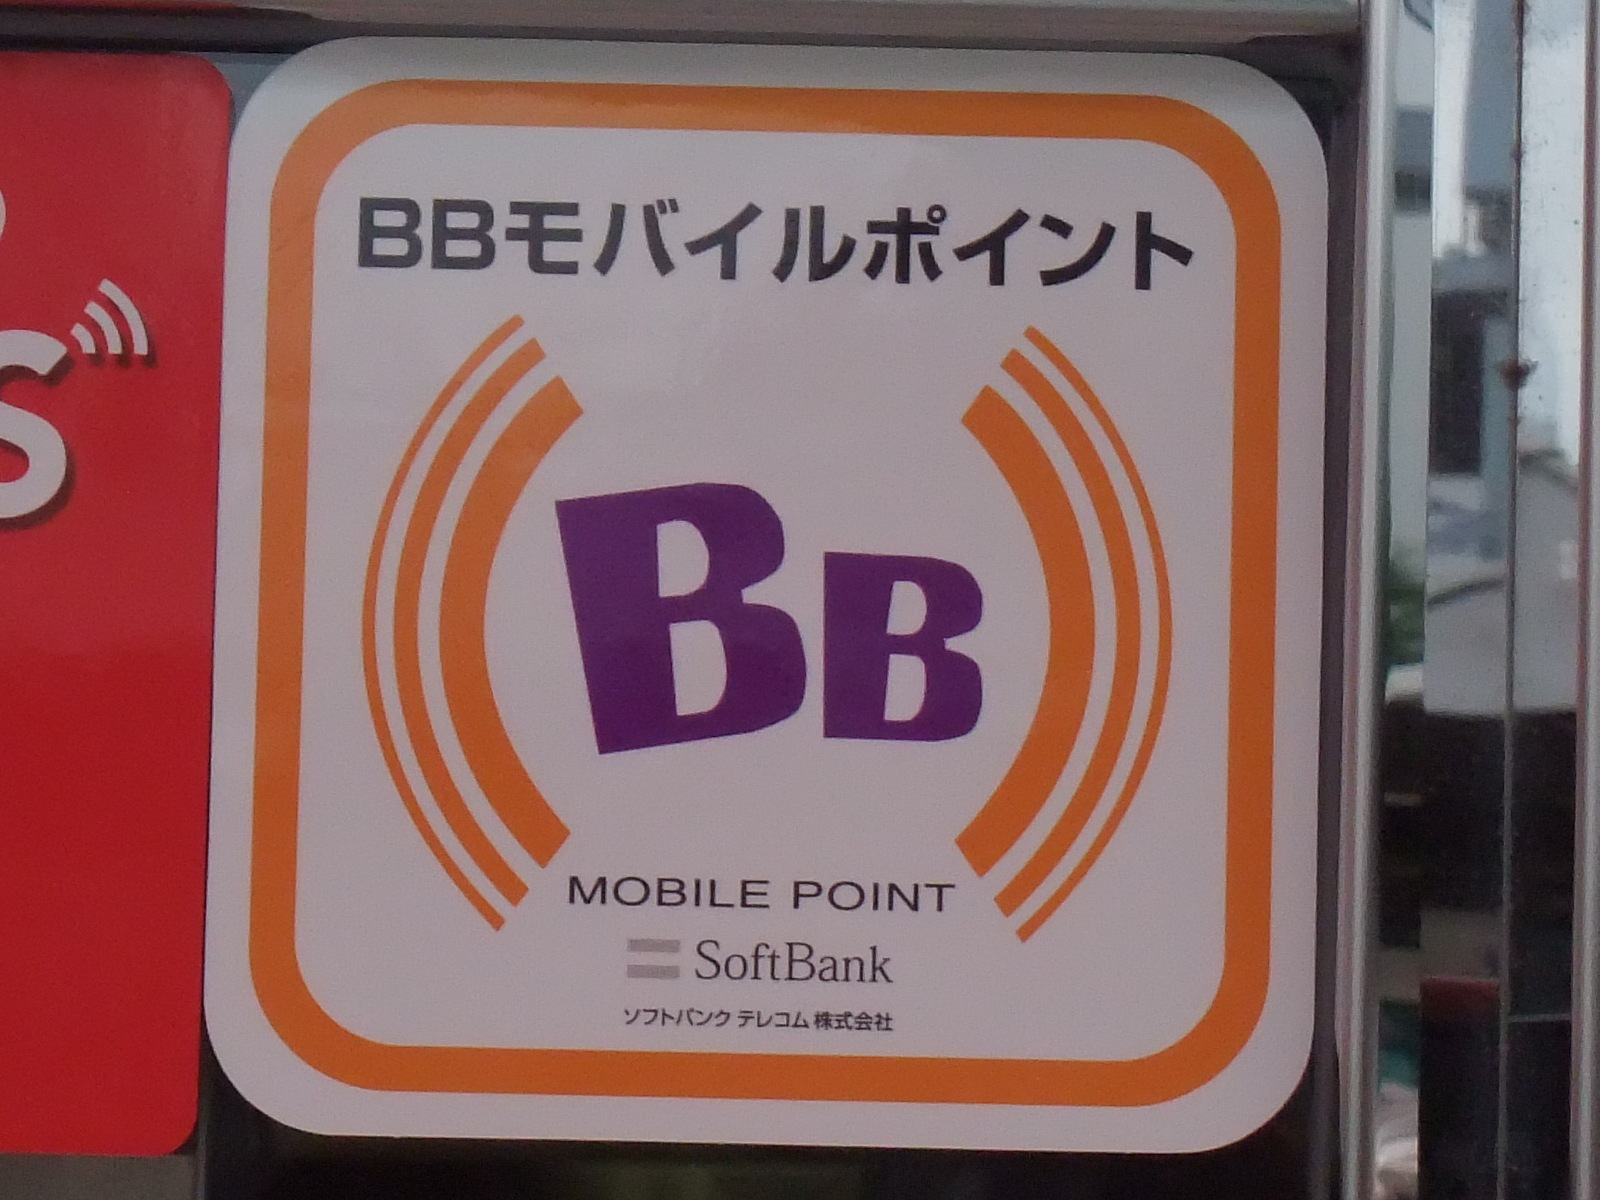 BBモバイルポイント
BB
MOBILE POINT
SoftBank
ソフトバンク テレコム 株式会社
S